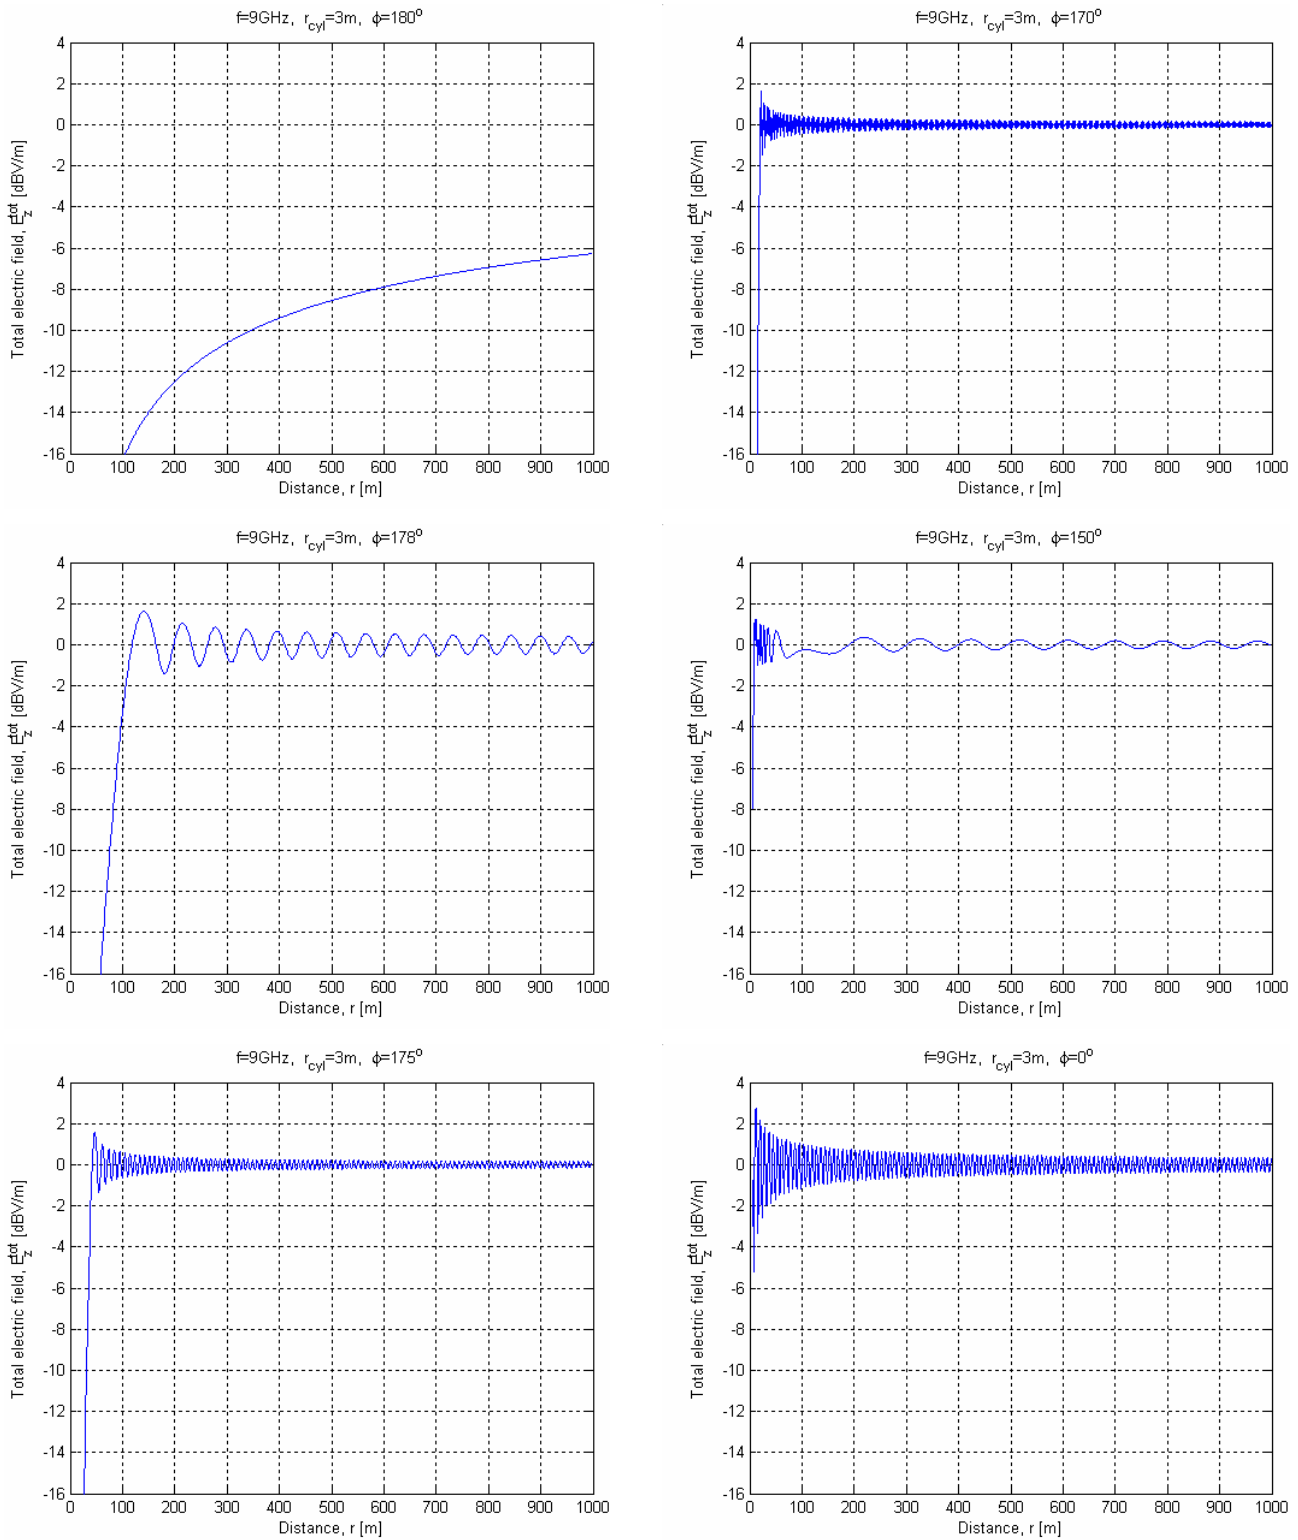 f=9GHz, r_cyl=3m, ϕ=180°
4
2
0
-2
-4
-6
-8
-10
-12
-14
-16
Total electric field, E_z^tot [dBV/m]
0 100 200 300 400 500 600 700 800 900 1000
Distance, r [m]
f=9GHz, r_cyl=3m, ϕ=170°
4
2
0
-2
-4
-6
-8
-10
-12
-14
-16
Total electric field, E_z^tot [dBV/m]
0 100 200 300 400 500 600 700 800 900 1000
Distance, r [m]
f=9GHz, r_cyl=3m, ϕ=178°
4
2
0
-2
-4
-6
-8
-10
-12
-14
-16
Total electric field, E_z^tot [dBV/m]
0 100 200 300 400 500 600 700 800 900 1000
Distance, r [m]
f=9GHz, r_cyl=3m, ϕ=150°
4
2
0
-2
-4
-6
-8
-10
-12
-14
-16
Total electric field, E_z^tot [dBV/m]
0 100 200 300 400 500 600 700 800 900 1000
Distance, r [m]
f=9GHz, r_cyl=3m, ϕ=175°
4
2
0
-2
-4
-6
-8
-10
-12
-14
-16
Total electric field, E_z^tot [dBV/m]
0 100 200 300 400 500 600 700 800 900 1000
Distance, r [m]
f=9GHz, r_cyl=3m, ϕ=0°
4
2
0
-2
-4
-6
-8
-10
-12
-14
-16
Total electric field, E_z^tot [dBV/m]
0 100 200 300 400 500 600 700 800 900 1000
Distance, r [m]